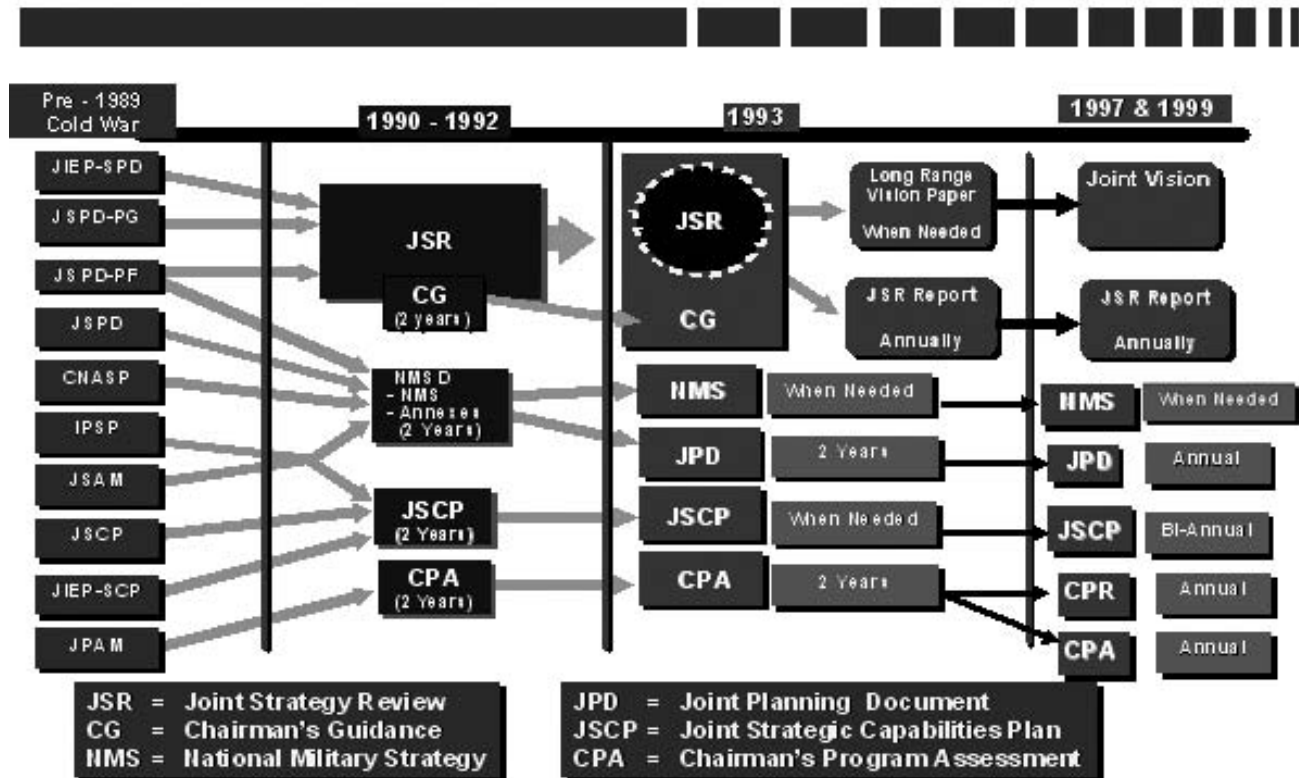 Pre - 1989
Cold War
1990 - 1992
1993
1997 & 1999
JIEP-SPD
JSPD-PG
JSPD-PF
JSPD
CNASP
IPSP
JSAM
JSCP
JIEP-SCP
JPAM
JSR
CG
(2 years)
NMSD
- NMS
- Annexes
(2 Years)
JSCP
(2 Years)
CPA
(2 Years)
JSR
CG
Long Range
Vision Paper
When Needed
JSR Report
Annually
NMS
When Needed
JPD
2 Years
JSCP
When Needed
CPA
2 Years
Joint Vision
JSR Report
Annually
NMS
When Needed
JPD
Annual
JSCP
BI-Annual
CPR
Annual
CPA
Annual
JSR = Joint Strategy Review
CG = Chairman's Guidance
NMS = National Military Strategy
JPD = Joint Planning Document
JSCP = Joint Strategic Capabilities Plan
CPA = Chairman's Program Assessment